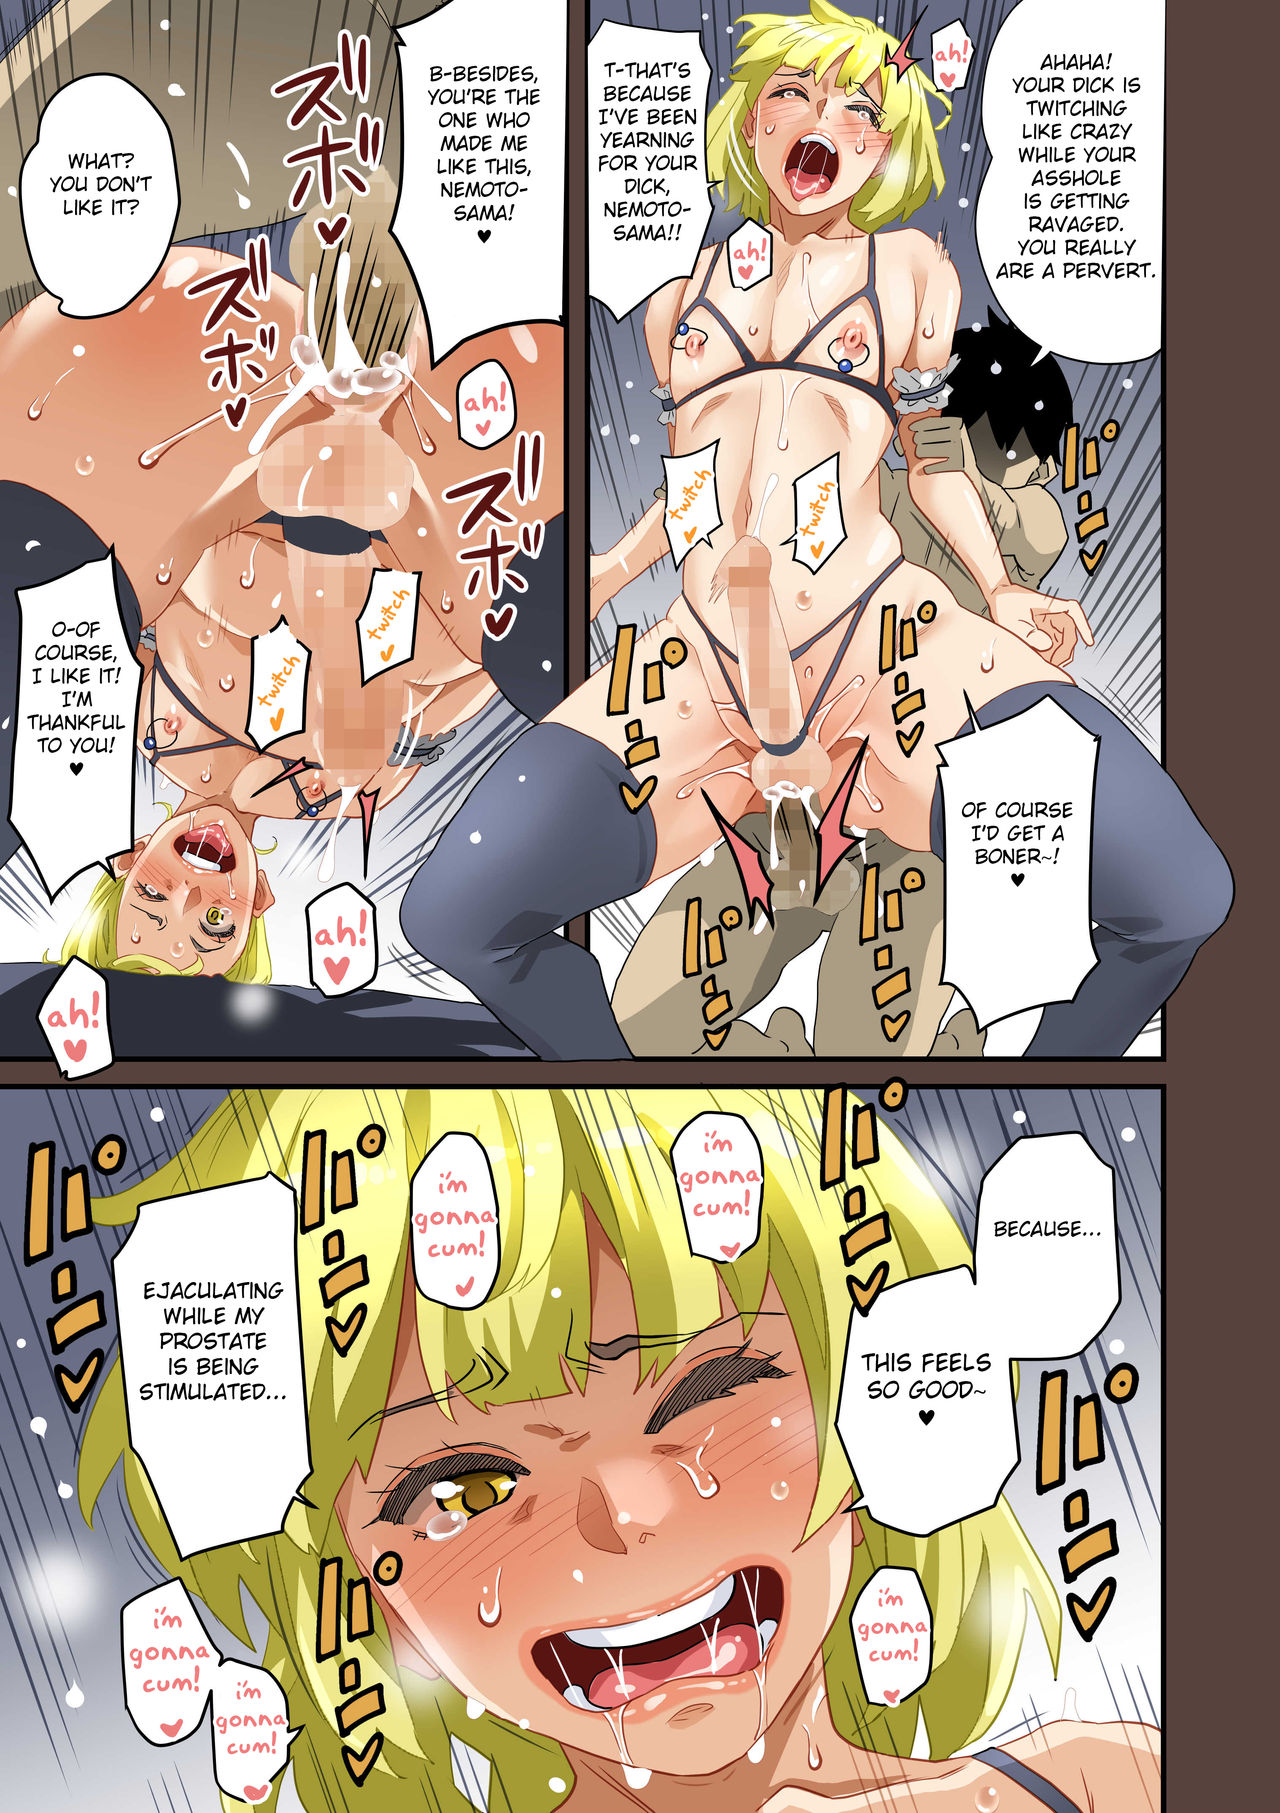 AHAHA!
YOUR DICK IS
TWITCHING
LIKE CRAZY
WHILE YOUR
ASSHOLE
IS GETTING
RAVAGED.
YOU REALLY
ARE A PERVERT.
ah!
♥
T-THAT'S
BECAUSE
I'VE BEEN
YEARNING
FOR YOUR
DICK,
NEMOTO-
SAMA!!
ah!
♥
twitch
♥
twitch
♥
パン♥
パン♥
パン♥
パン♥
パン♥
OF COURSE
I'D GET A
BONER~!
♥
B-BESIDES,
YOU'RE THE
ONE WHO
MADE ME
LIKE THIS,
NEMOTO-
SAMA!
♥
ズボ♥
ズボ♥
ズボ♥
WHAT?
YOU DON'T
LIKE IT?
ah!
♥
twitch
♥
twitch
♥
O-OF
COURSE,
I LIKE IT!
I'M
THANKFUL
TO YOU!
♥
ah!
♥
ah!
♥
BECAUSE...
THIS FEELS
SO GOOD~
♥
パン♥
パン♥
i'm
gonna
cum!
♥
i'm
gonna
cum!
♥
パン♥
パン♥
EJACULATING
WHILE MY
PROSTATE
IS BEING
STIMULATED...
パン♥
i'm
gonna
cum!
♥
i'm
gonna
cum!
♥
i'm
gonna
cum!
♥